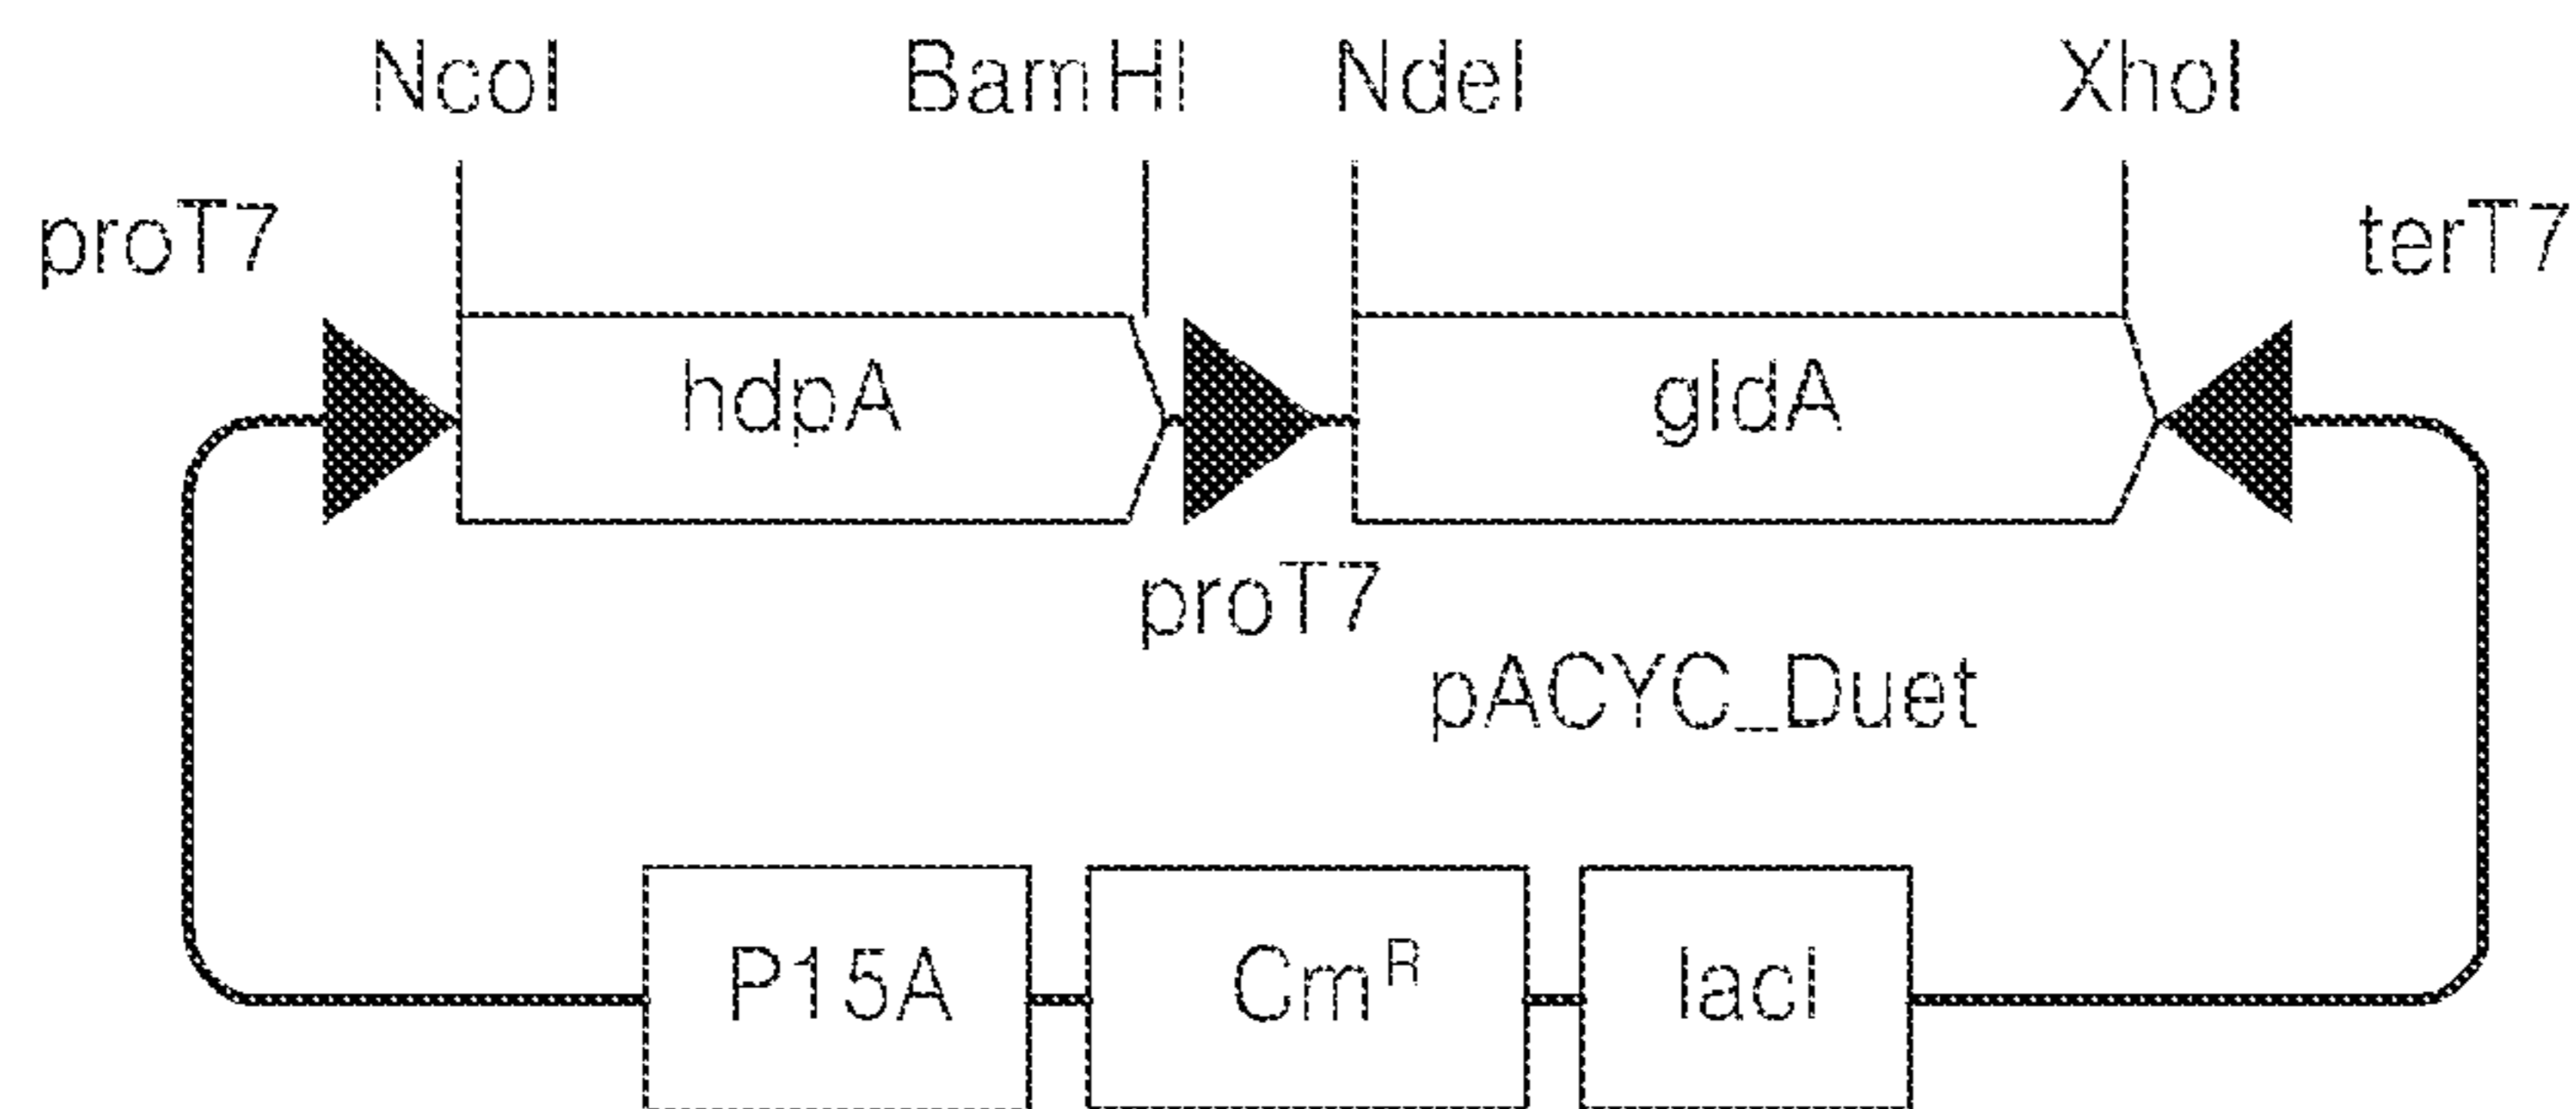 NcoI BamHI NdeI XhoI
proT7 terT7
hdpA gldA
proT7
pACYC_Duet
P15A Cm^R lacI